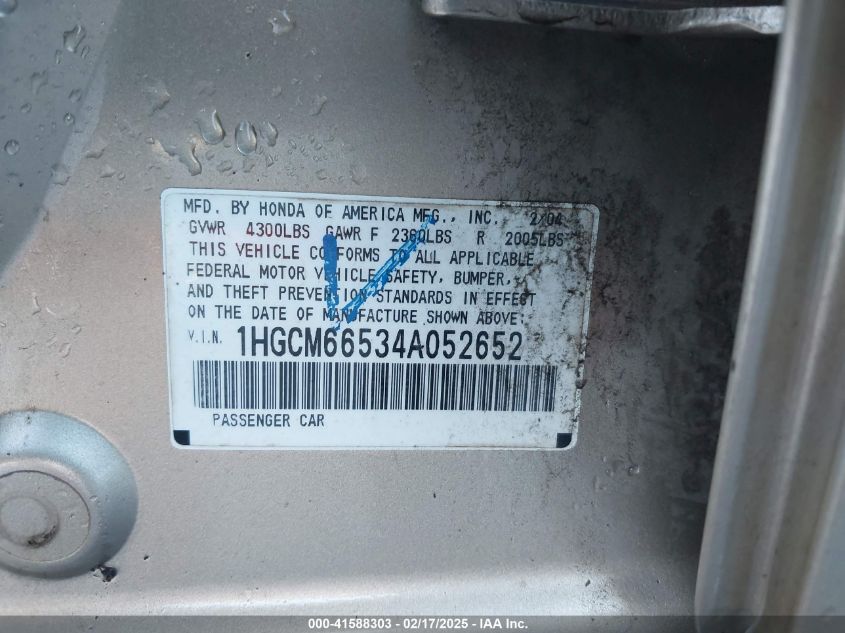 MFD. BY HONDA OF AMERICA MFG., INC. 2/04
GVWR 4300LBS GAWR F 2360LBS R 2005LBS
THIS VEHICLE CONFORMS TO ALL APPLICABLE
FEDERAL MOTOR VEHICLE SAFETY, BUMPER,
AND THEFT PREVENTION STANDARDS IN EFFECT
ON THE DATE OF MANUFACTURE SHOWN ABOVE:
V.I.N. 1HGCM66534A052652
PASSENGER CAR
000-41588303 - 02/17/2025 - IAA Inc.